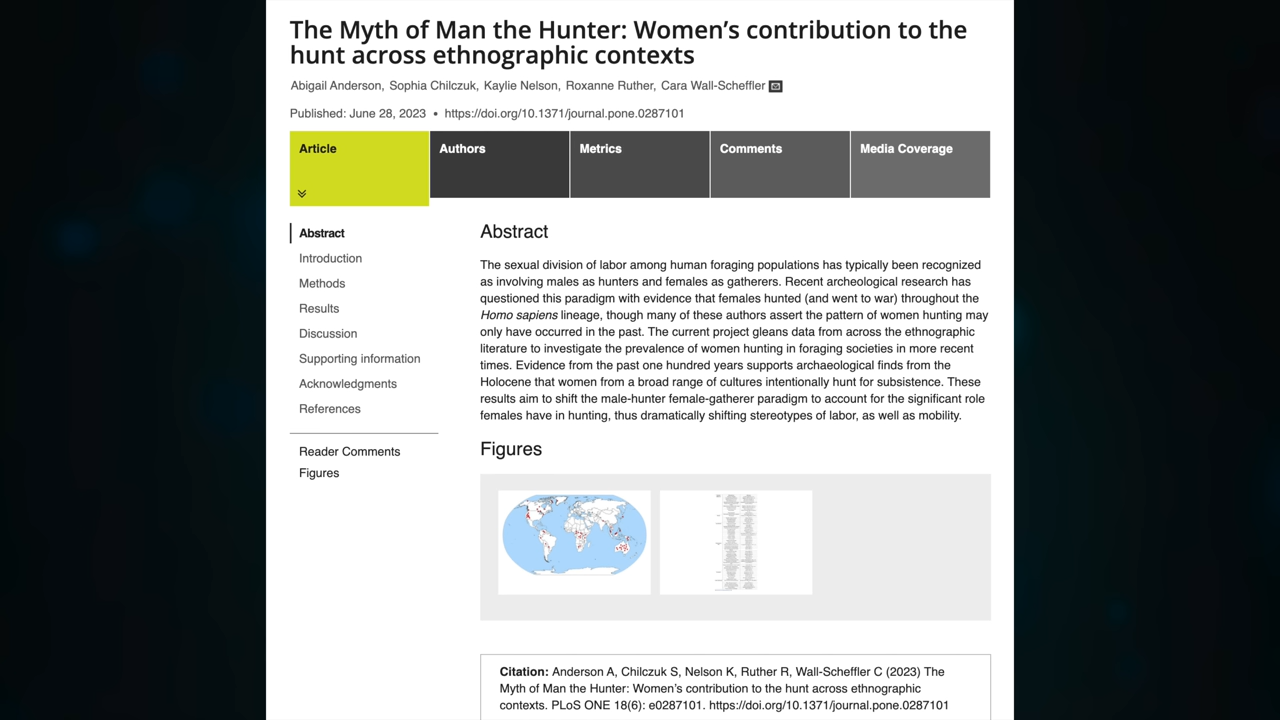 The Myth of Man the Hunter: Women’s contribution to the
hunt across ethnographic contexts
Abigail Anderson, Sophia Chilczuk, Kaylie Nelson, Roxanne Ruther, Cara Wall-Scheffler
Published: June 28, 2023 • https://doi.org/10.1371/journal.pone.0287101
Article
Authors
Metrics
Comments
Media Coverage
Abstract
Introduction
Methods
Results
Discussion
Supporting information
Acknowledgments
References
Reader Comments
Figures
Abstract
The sexual division of labor among human foraging populations has typically been recognized
as involving males as hunters and females as gatherers. Recent archeological research has
questioned this paradigm with evidence that females hunted (and went to war) throughout the
Homo sapiens lineage, though many of these authors assert the pattern of women hunting may
only have occurred in the past. The current project gleans data from across the ethnographic
literature to investigate the prevalence of women hunting in foraging societies in more recent
times. Evidence from the past one hundred years supports archaeological finds from the
Holocene that women from a broad range of cultures intentionally hunt for subsistence. These
results aim to shift the male-hunter female-gatherer paradigm to account for the significant role
females have in hunting, thus dramatically shifting stereotypes of labor, as well as mobility.
Figures
Citation: Anderson A, Chilczuk S, Nelson K, Ruther R, Wall-Scheffler C (2023) The
Myth of Man the Hunter: Women’s contribution to the hunt across ethnographic
contexts. PLoS ONE 18(6): e0287101. https://doi.org/10.1371/journal.pone.0287101